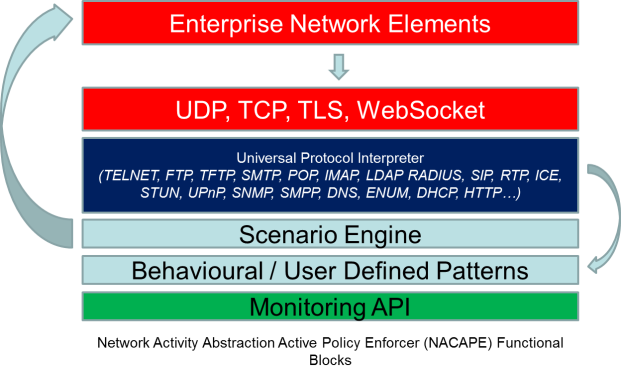 Enterprise Network Elements
UDP, TCP, TLS, WebSocket
Universal Protocol Interpreter
(TELNET, FTP, TFTP, SMTP, POP, IMAP, LDAP RADIUS, SIP, RTP, ICE,
STUN, UPnP, SNMP, SMPP, DNS, ENUM, DHCP, HTTP…)
Scenario Engine
Behavioural / User Defined Patterns
Monitoring API
Network Activity Abstraction Active Policy Enforcer (NACAPE) Functional
Blocks